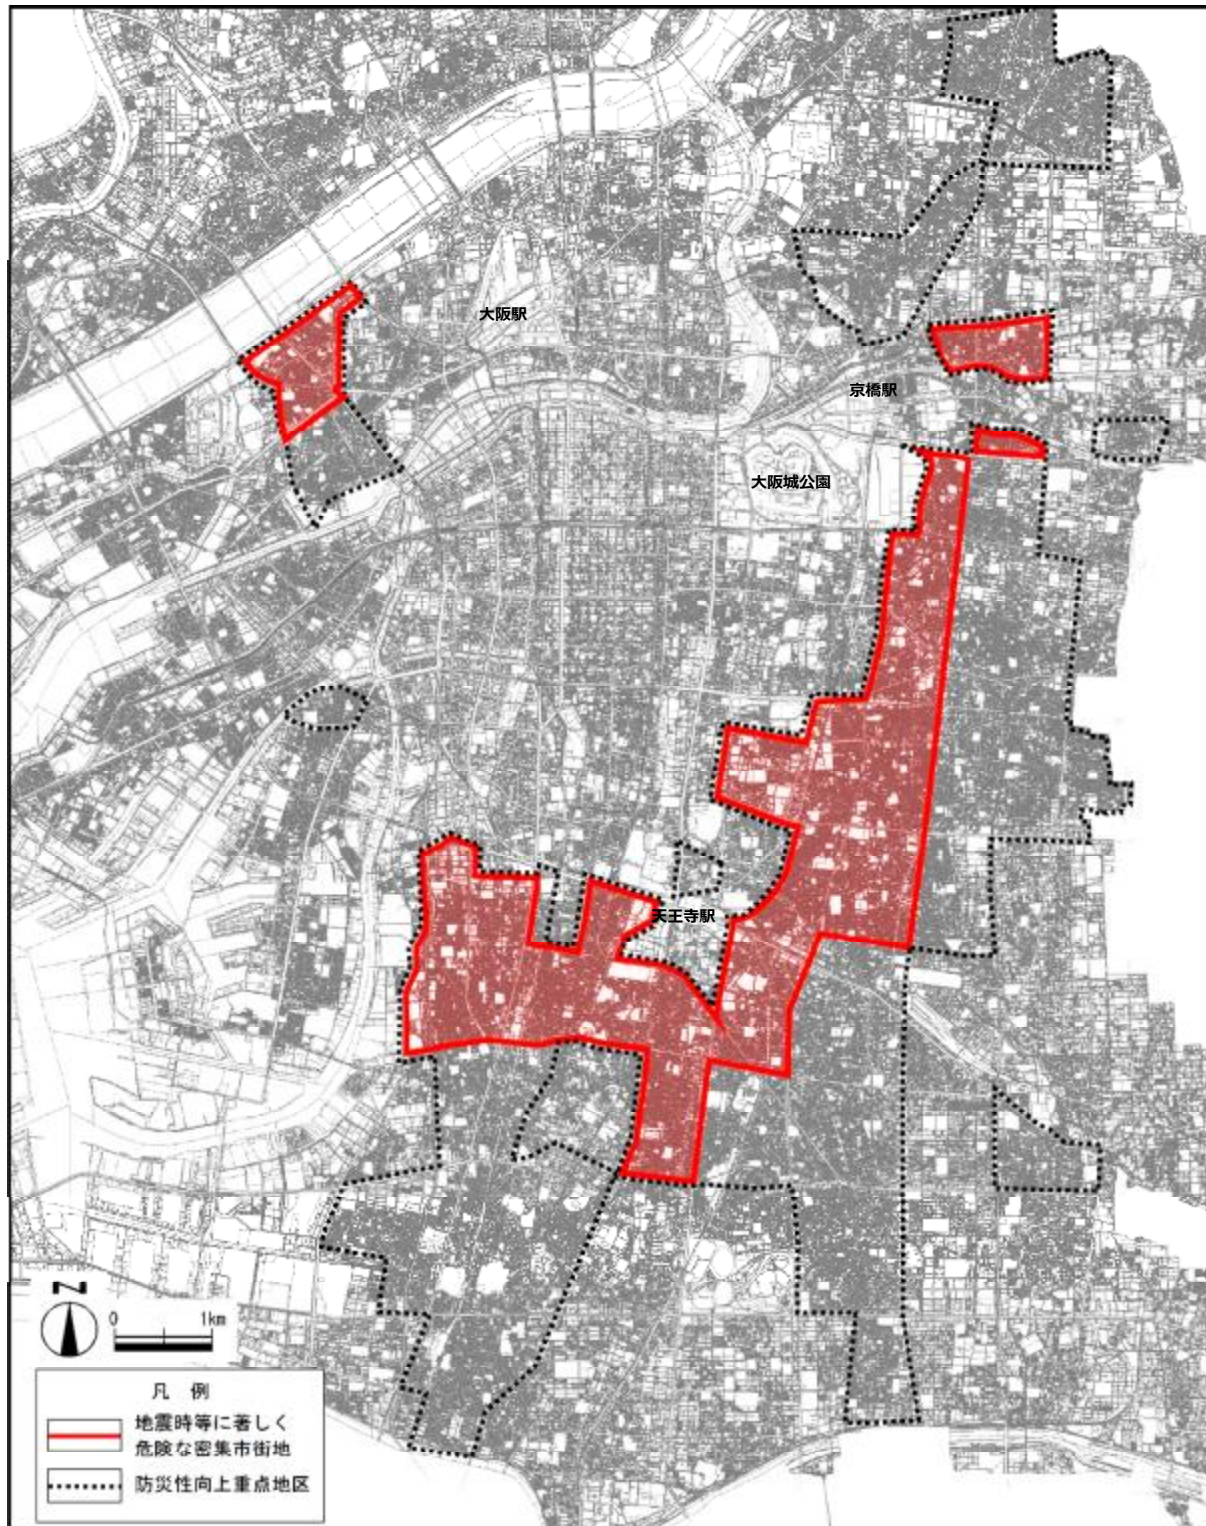 大阪駅
京橋駅
大阪城公園
天王寺駅
N
0 1km
凡 例
地震時等に著しく
危険な密集市街地
防災性向上重点地区